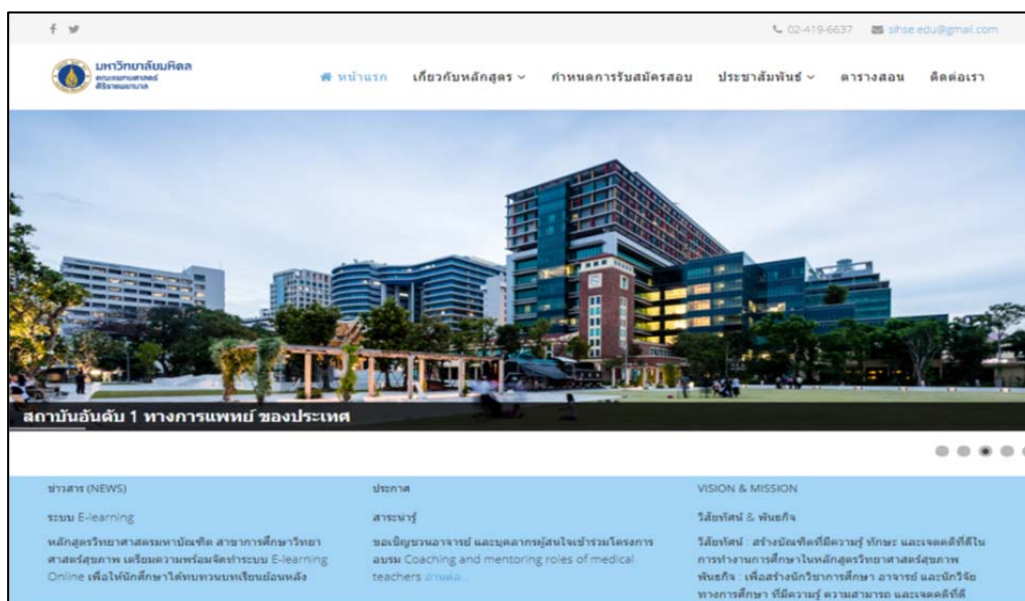 02-419-6637 sihse.edu@gmail.com
มหาวิทยาลัยมหิดล
คณะแพทยศาสตร์
ศิริราชพยาบาล
หน้าแรก เกี่ยวกับหลักสูตร กำหนดการรับสมัครสอบ ประชาสัมพันธ์ ตารางสอน ติดต่อเรา
สถาบันอันดับ 1 ทางการแพทย์ ของประเทศ
ข่าวสาร (NEWS)
ระบบ E-learning
หลักสูตรวิทยาศาสตรมหาบัณฑิต สาขาการศึกษาวิทยา
ศาสตร์สุขภาพ เตรียมความพร้อมจัดทำระบบ E-learning
Online เพื่อให้นักศึกษาได้ทบทวนบทเรียนย้อนหลัง
ประกาศ
สาระน่ารู้
ขอเชิญชวนอาจารย์ และบุคลากรผู้สนใจเข้าร่วมโครงการ
อบรม Coaching and mentoring roles of medical
teachers อ่านต่อ..
VISION & MISSION
วิสัยทัศน์ & พันธกิจ
วิสัยทัศน์ : สร้างบัณฑิตที่มีความรู้ ทักษะ และเจตคติที่ดีใน
การทำงานการศึกษาในหลักสูตรวิทยาศาสตร์สุขภาพ
พันธกิจ : เพื่อสร้างนักวิชาการศึกษา อาจารย์ และนักวิจัย
ทางการศึกษา ที่มีความรู้ ความสามารถ และเจตคติที่ดี